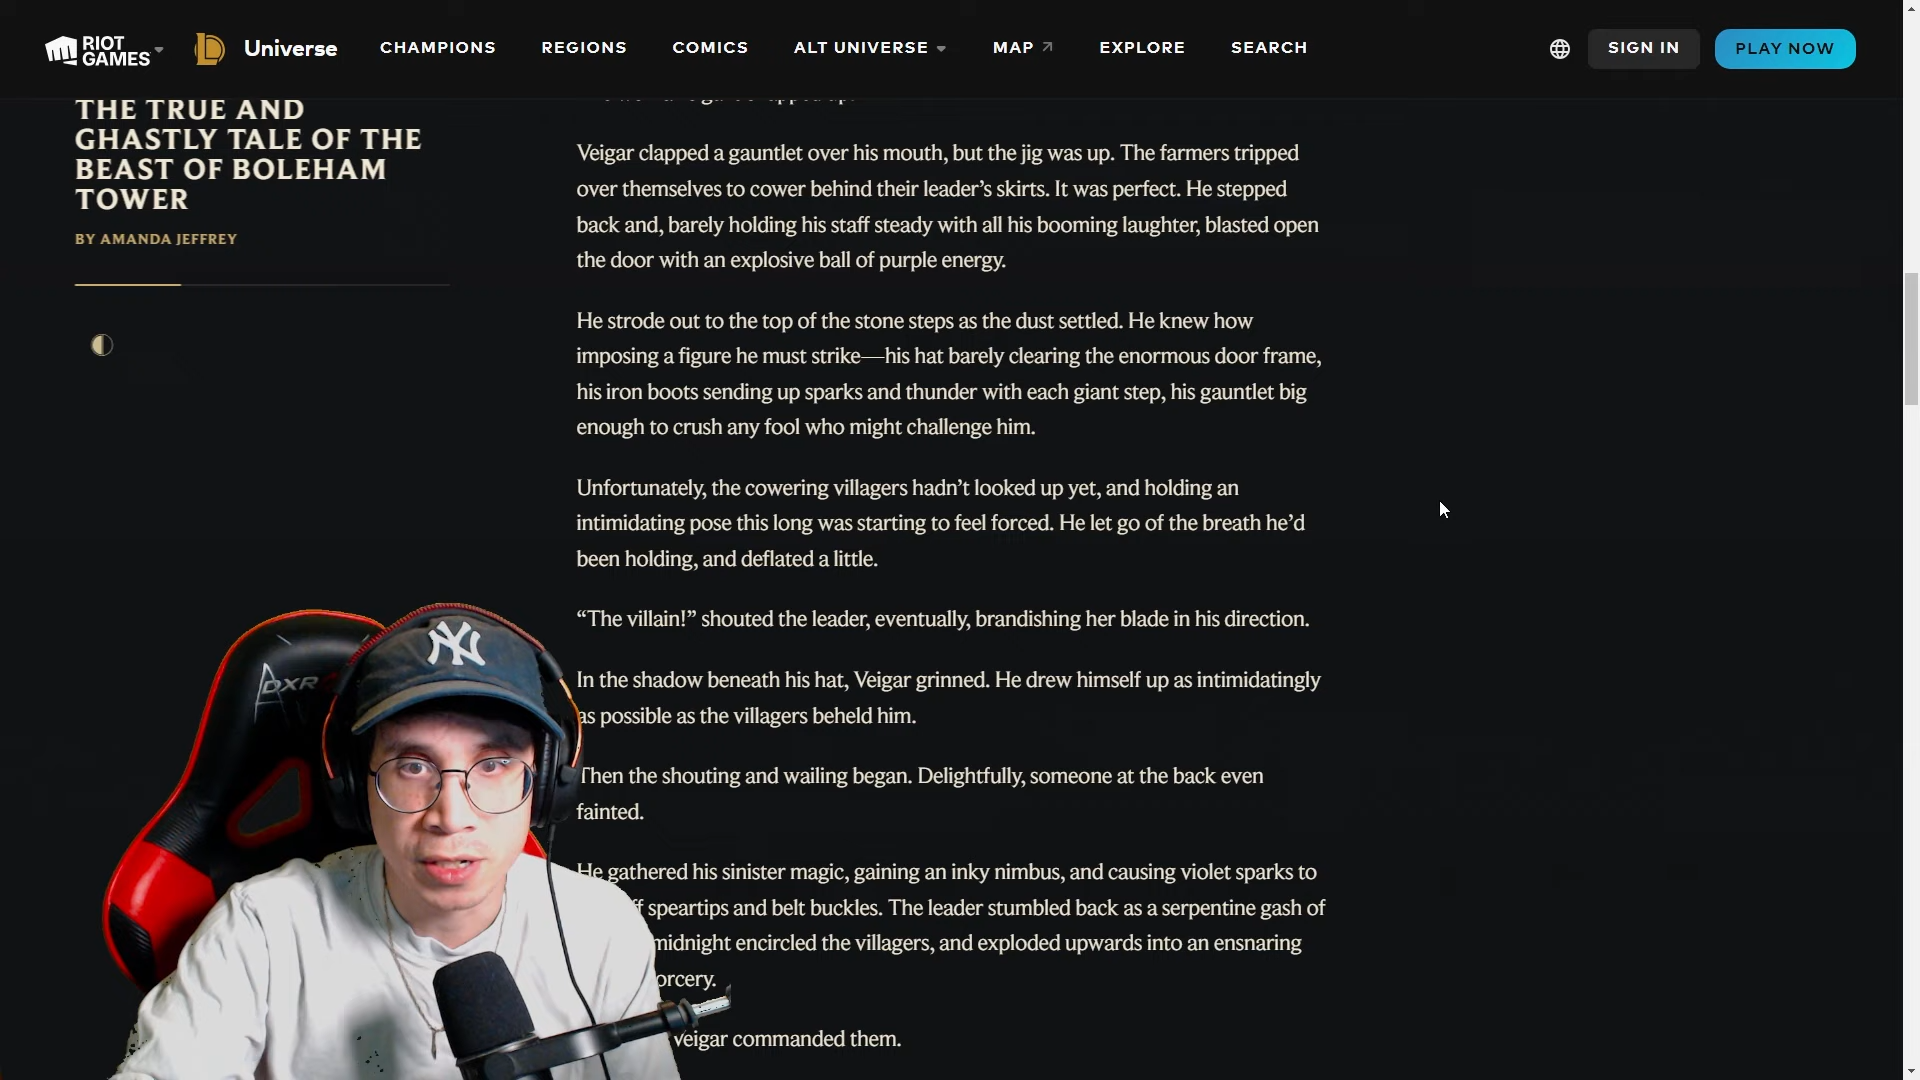 RIOT GAMES
Universe
CHAMPIONS
REGIONS
COMICS
ALT UNIVERSE
MAP
EXPLORE
SEARCH
SIGN IN
PLAY NOW
THE TRUE AND
GHASTLY TALE OF THE
BEAST OF BOLEHAM
TOWER
BY AMANDA JEFFREY
Veigar clapped a gauntlet over his mouth, but the jig was up. The farmers tripped
over themselves to cower behind their leader’s skirts. It was perfect. He stepped
back and, barely holding his staff steady with all his booming laughter, blasted open
the door with an explosive ball of purple energy.
He strode out to the top of the stone steps as the dust settled. He knew how
imposing a figure he must strike—his hat barely clearing the enormous door frame,
his iron boots sending up sparks and thunder with each giant step, his gauntlet big
enough to crush any fool who might challenge him.
Unfortunately, the cowering villagers hadn’t looked up yet, and holding an
intimidating pose this long was starting to feel forced. He let go of the breath he’d
been holding, and deflated a little.
“The villain!” shouted the leader, eventually, brandishing her blade in his direction.
In the shadow beneath his hat, Veigar grinned. He drew himself up as intimidatingly
as possible as the villagers beheld him.
Then the shouting and wailing began. Delightfully, someone at the back even
fainted.
He gathered his sinister magic, gaining an inky nimbus, and causing violet sparks to
speartips and belt buckles. The leader stumbled back as a serpentine gash of
midnight encircled the villagers, and exploded upwards into an ensnaring
orcery.
Veigar commanded them.
NY
DXR